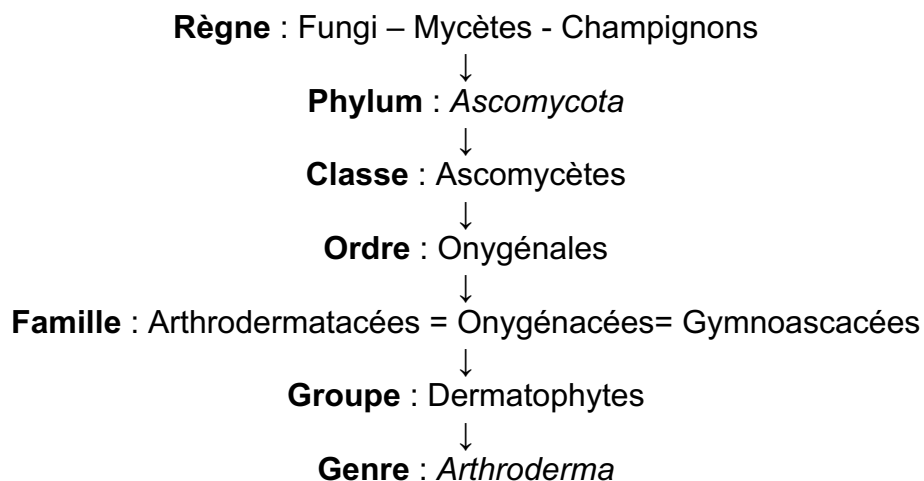 Règne : Fungi – Mycètes - Champignons
↓
Phylum : Ascomycota
↓
Classe : Ascomycètes
↓
Ordre : Onygénales
↓
Famille : Arthrodermatacées = Onygénacées= Gymnoascacées
↓
Groupe : Dermatophytes
↓
Genre : Arthroderma